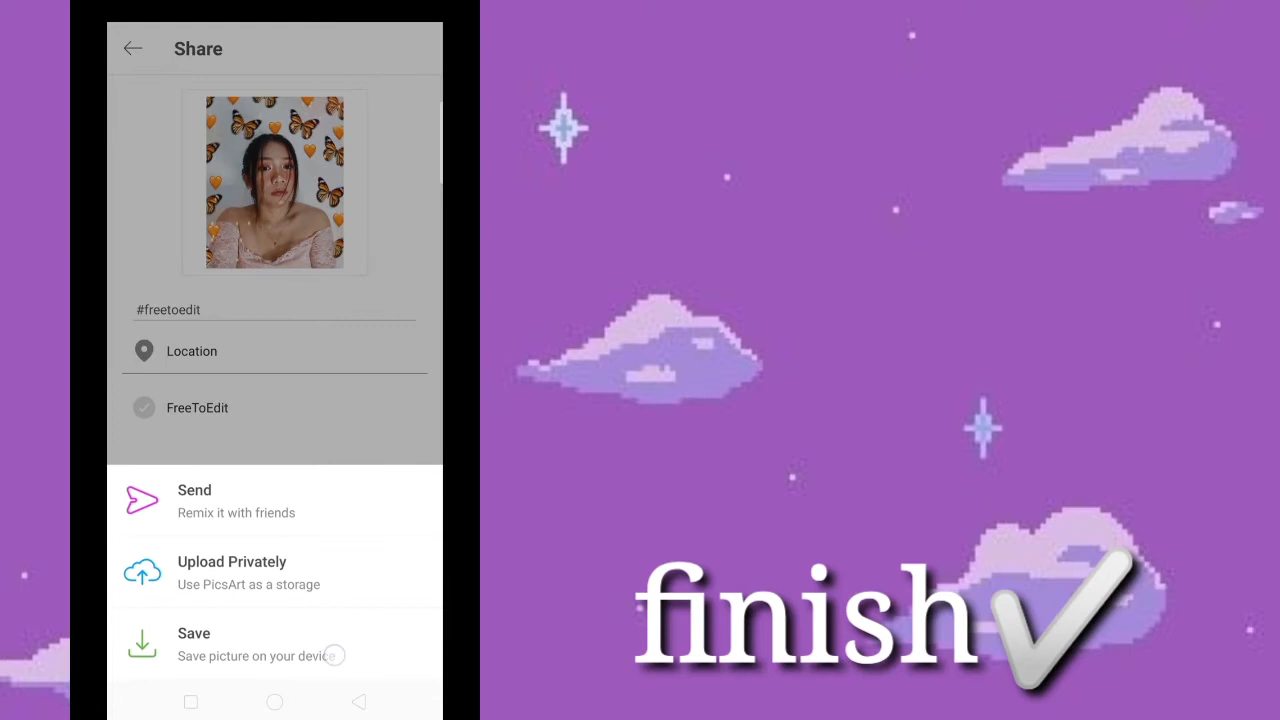 Share
#freetoedit
Location
FreeToEdit
Send
Remix it with friends
Upload Privately
Use PicsArt as a storage
Save
Save picture on your device
finish✔